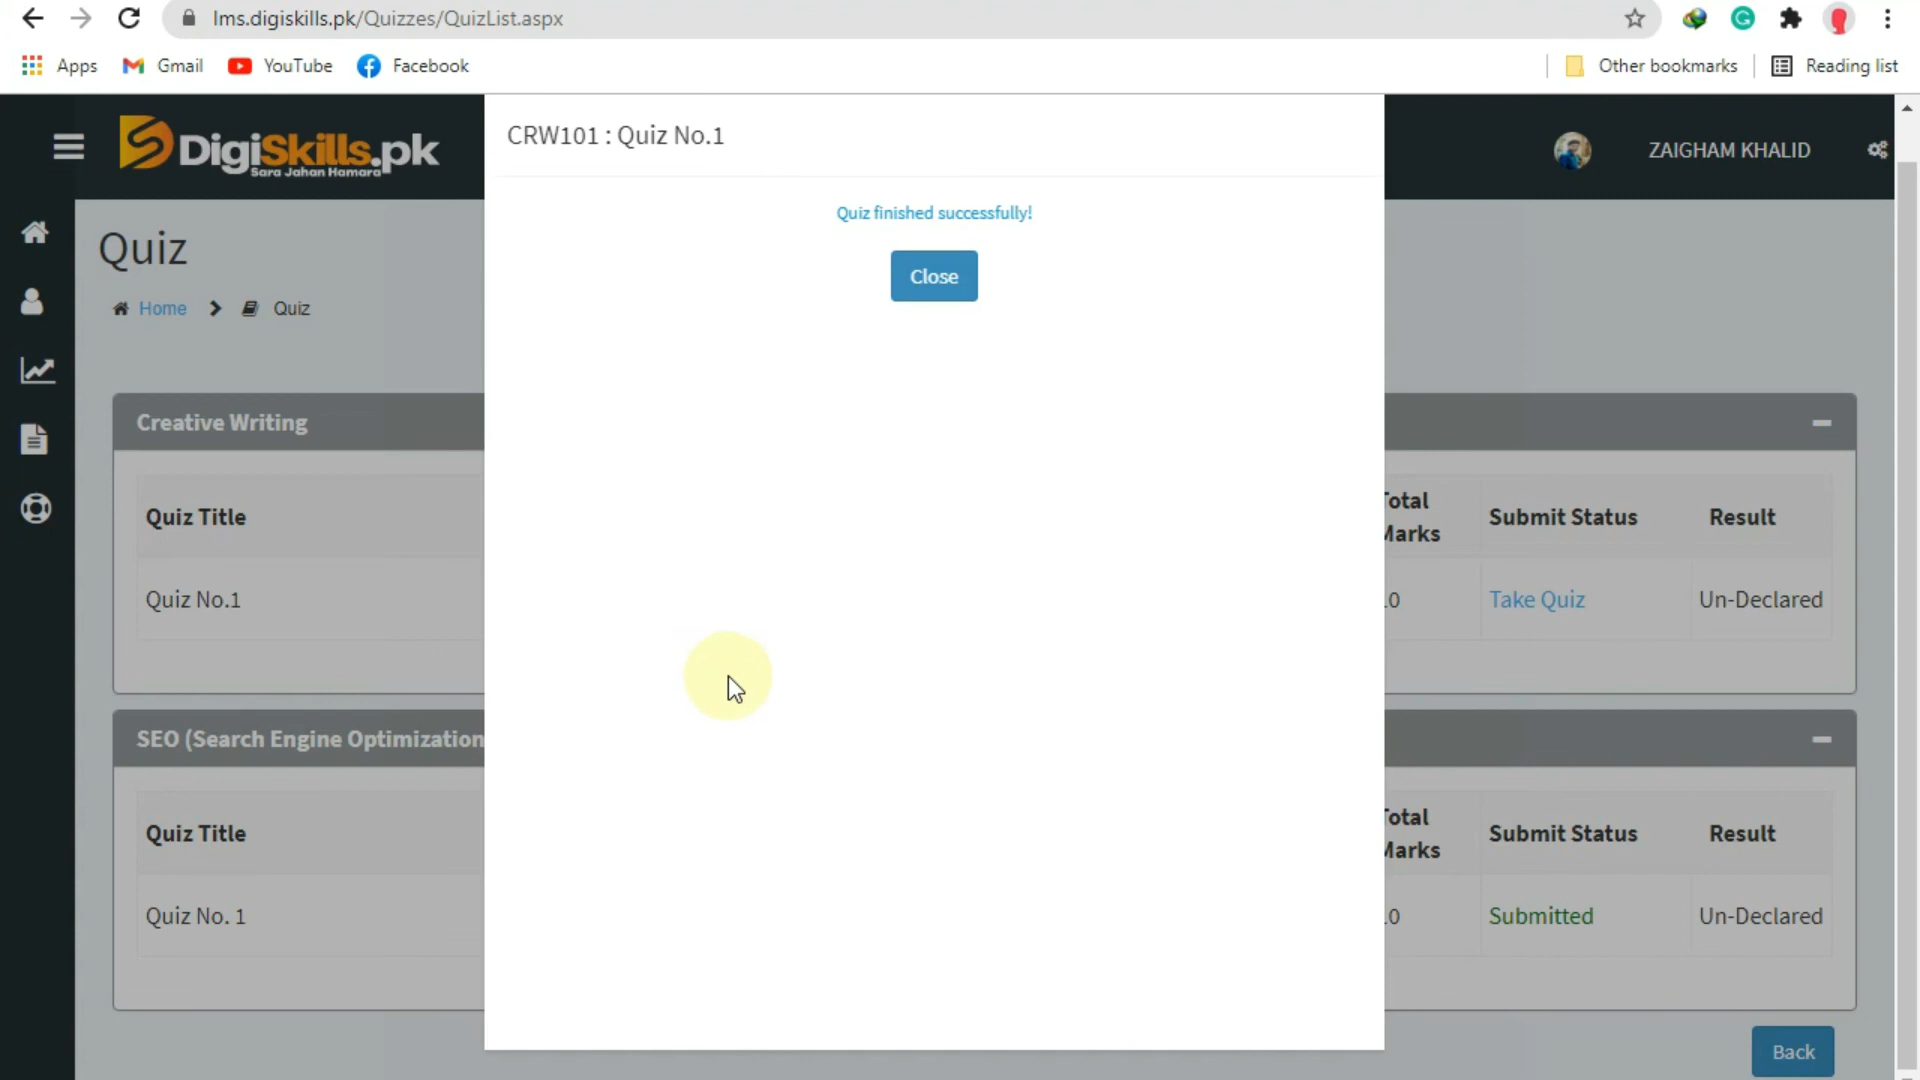 lms.digiskills.pk/Quizzes/QuizList.aspx
Apps
Gmail
YouTube
Facebook
Other bookmarks
Reading list
DigiSkills.pk
Sara Jahan Hamara
CRW101 : Quiz No.1
ZAIGHAM KHALID
Quiz finished successfully!
Close
Quiz
Home
Quiz
Creative Writing
Quiz Title
Total
Marks
Submit Status
Result
Quiz No.1
.0
Take Quiz
Un-Declared
SEO (Search Engine Optimization
Quiz Title
Total
Marks
Submit Status
Result
Quiz No. 1
.0
Submitted
Un-Declared
Back